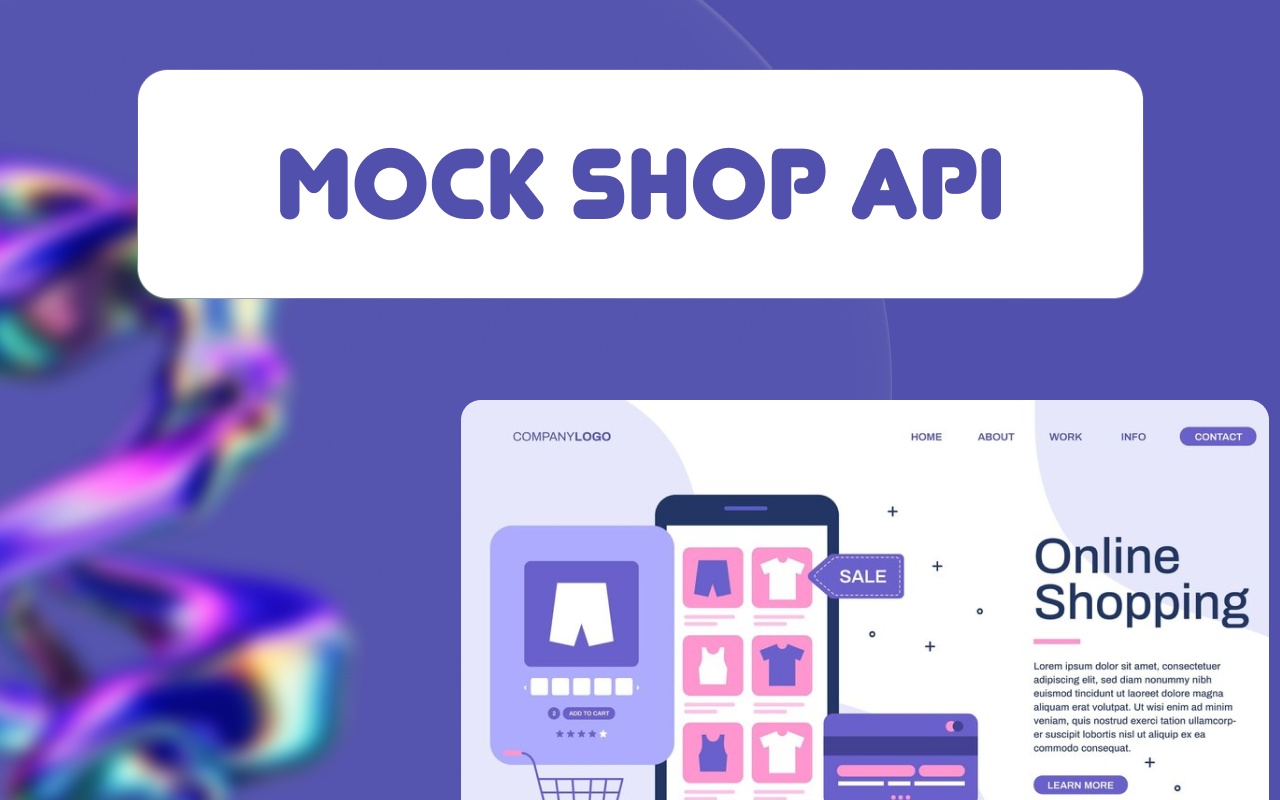 MOCK SHOP API
COMPANYLOGO
HOME ABOUT WORK INFO CONTACT
SALE
2 ADD TO CART
Online
Shopping
Lorem ipsum dolor sit amet, consectetuer
adipiscing elit, sed diam nonummy nibh
euismod tincidunt ut laoreet dolore magna
aliquam erat volutpat. Ut wisi enim ad minim
veniam, quis nostrud exerci tation ullamcorp-
er suscipit lobortis nisl ut aliquip ex ea
commodo consequat.
LEARN MORE